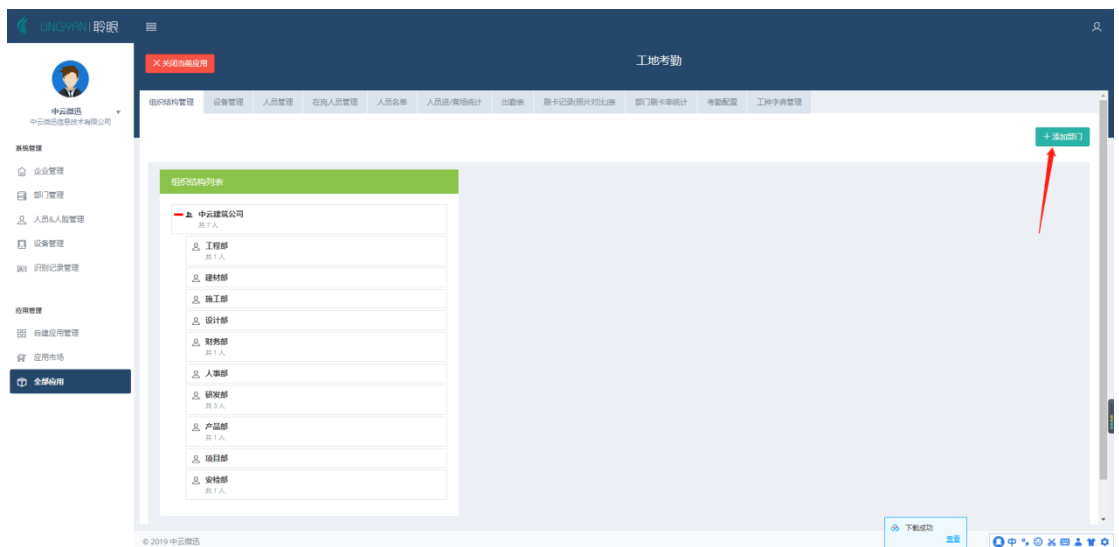 LINGYAN 聆眼
× 关闭当前应用
工地考勤
中云微迅
中云微迅信息技术有限公司
系统管理
企业管理
部门管理
人员&人脸管理
设备管理
识别记录管理
应用管理
自建应用管理
应用市场
全部应用
组织结构管理 设备管理 人员管理 在岗人员管理 人员名单 人员进/离场统计 出勤表 刷卡记录(照片对比)表 部门刷卡率统计 考勤配置 工种字典管理
+ 添加部门
组织结构列表
中云建筑公司
共 7 人
工程部
共 1 人
建材部
施工部
设计部
财务部
共 1 人
人事部
研发部
共 3 人
产品部
共 1 人
项目部
安检部
共 1 人
下载成功
查看
© 2019 中云微迅
中